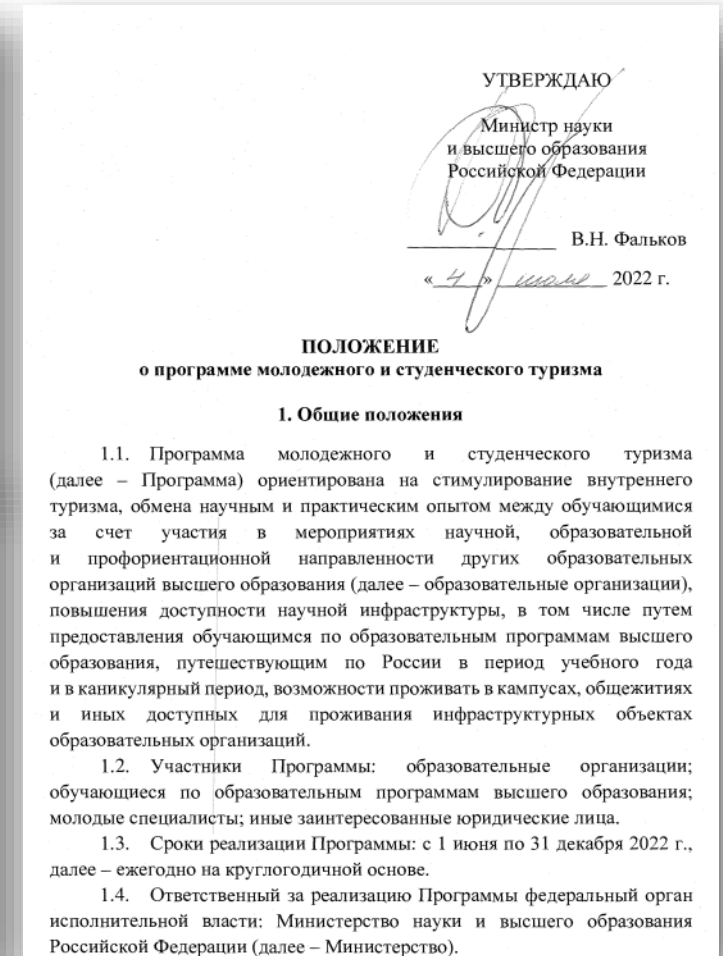 УТВЕРЖДАЮ
Министр науки
и высшего образования
Российской Федерации
В.Н. Фальков
« 4 » июля 2022 г.
ПОЛОЖЕНИЕ
о программе молодежного и студенческого туризма
1. Общие положения
1.1. Программа молодежного и студенческого туризма
(далее – Программа) ориентирована на стимулирование внутреннего
туризма, обмена научным и практическим опытом между обучающимися
за счет участия в мероприятиях научной, образовательной
и профориентационной направленности других образовательных
организаций высшего образования (далее – образовательные организации),
повышения доступности научной инфраструктуры, в том числе путем
предоставления обучающимся по образовательным программам высшего
образования, путешествующим по России в период учебного года
и в каникулярный период, возможности проживать в кампусах, общежитиях
и иных доступных для проживания инфраструктурных объектах
образовательных организаций.
1.2. Участники Программы: образовательные организации;
обучающиеся по образовательным программам высшего образования;
молодые специалисты; иные заинтересованные юридические лица.
1.3. Сроки реализации Программы: с 1 июня по 31 декабря 2022 г.,
далее – ежегодно на круглогодичной основе.
1.4. Ответственный за реализацию Программы федеральный орган
исполнительной власти: Министерство науки и высшего образования
Российской Федерации (далее – Министерство).